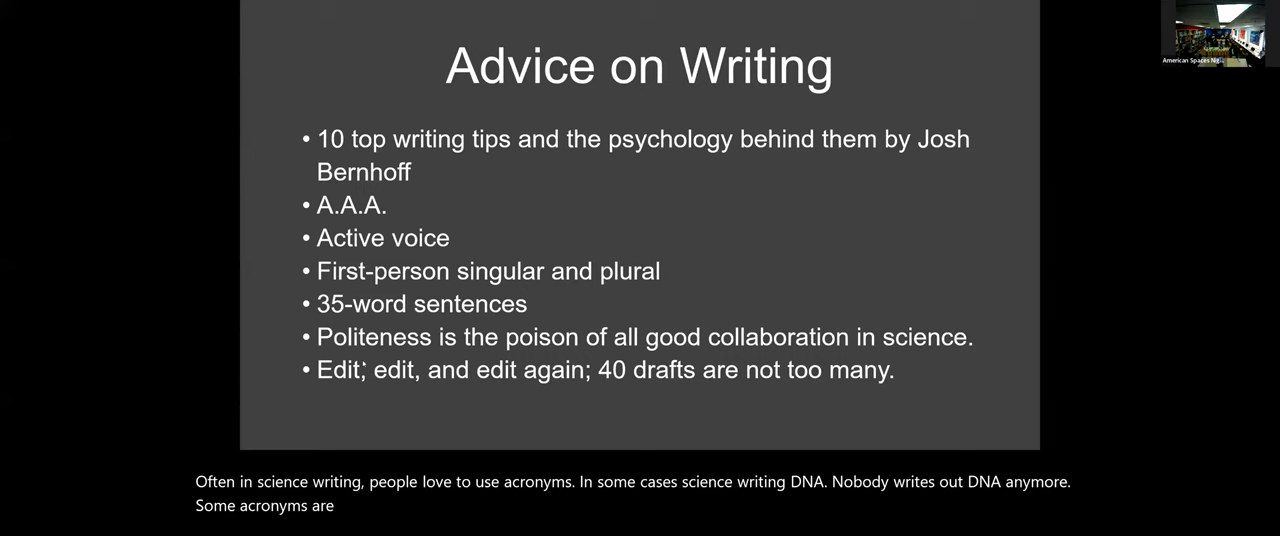 American Spaces
Advice on Writing
• 10 top writing tips and the psychology behind them by Josh
Bernhoff
• A.A.A.
• Active voice
• First-person singular and plural
• 35-word sentences
• Politeness is the poison of all good collaboration in science.
• Edit, edit, and edit again; 40 drafts are not too many.
Often in science writing, people love to use acronyms. In some cases science writing DNA. Nobody writes out DNA anymore.
Some acronyms are